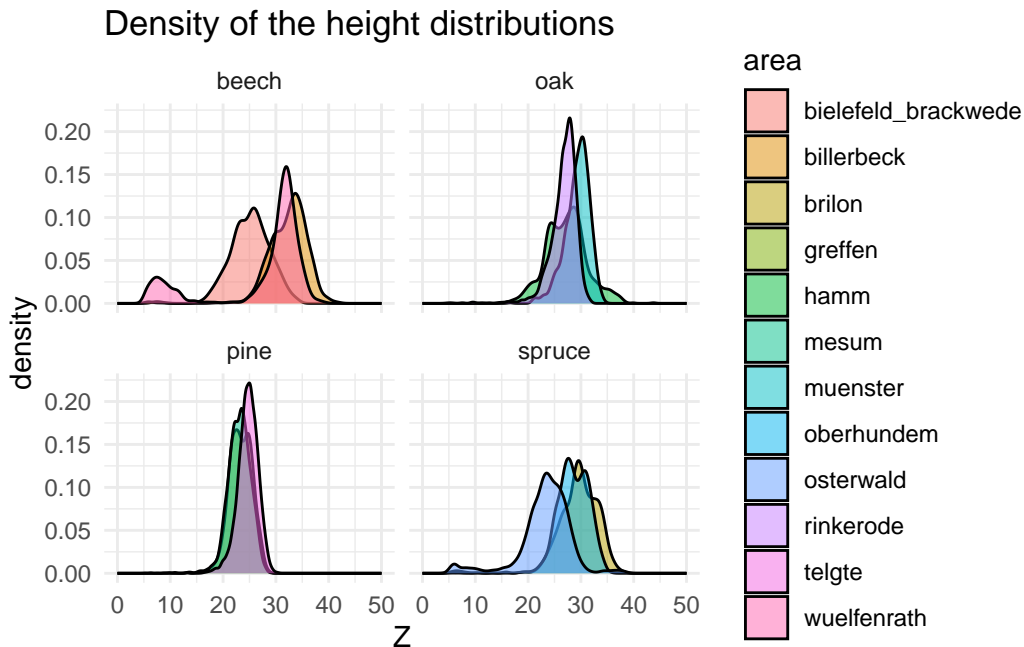 Density of the height distributions
beech
oak
0.20
0.15
0.10
0.05
0.00
pine
spruce
0.20
0.15
0.10
0.05
0.00
0 10 20 30 40 50
0 10 20 30 40 50
density
Z
area
bielefeld_brackwede
billerbeck
brilon
greffen
hamm
mesum
muenster
oberhundem
osterwald
rinkerode
telgte
wuelfenrath